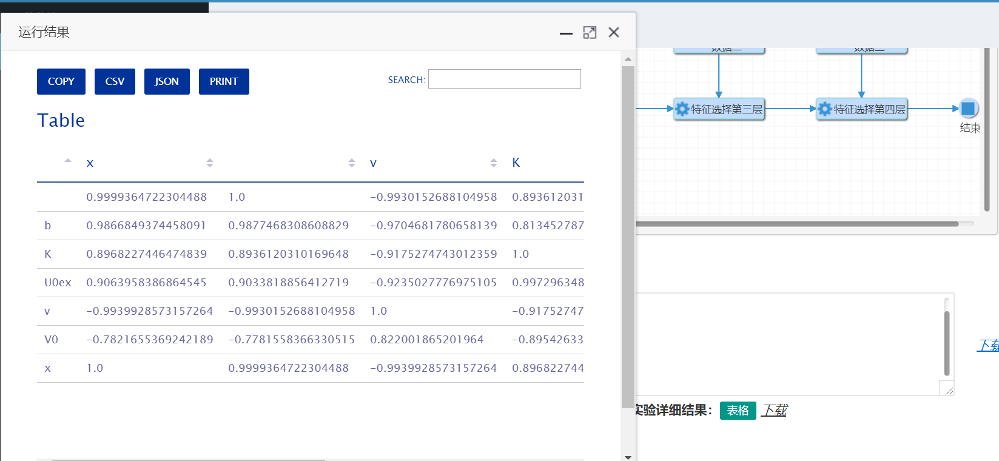 运行结果
COPY CSV JSON PRINT SEARCH:
Table
x v K
0.9999364722304488 1.0 -0.9930152688104958 0.893612031
b 0.9866849374458091 0.9877468308608829 -0.9704681780658139 0.813452787
K 0.8968227446474839 0.8936120310169648 -0.9175274743012359 1.0
U0ex 0.9063958386864545 0.9033818856412719 -0.9235027776975105 0.997296348
v -0.9939928573157264 -0.9930152688104958 1.0 -0.91752747
V0 -0.7821655369242189 -0.7781558366330515 0.822001865201964 -0.89542633
x 1.0 0.9999364722304488 -0.9939928573157264 0.896822744
特征选择第三层 特征选择第四层
结束
下载
实验详细结果： 表格 下载